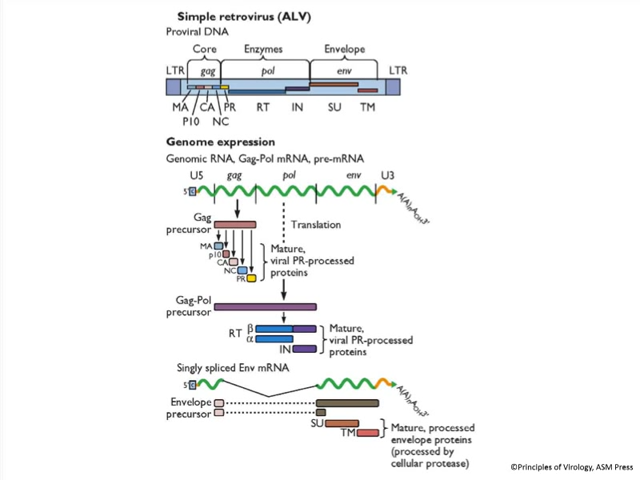 Simple retrovirus (ALV)
Proviral DNA
Core Enzymes Envelope
LTR gag pol env LTR
MA CA PR RT IN SU TM
P10 NC
Genome expression
Genomic RNA, Gag-Pol mRNA, pre-mRNA
U5 gag pol env U3
5' C A(A)nAOH3'
Gag
precursor
Translation
MA
p10
CA
NC
PR
Mature,
viral PR-processed
proteins
Gag-Pol
precursor
RT β
α
IN
Mature,
viral PR-processed
proteins
Singly spliced Env mRNA
5' C A(A)nAOH3'
Envelope
precursor
SU
TM
Mature, processed
envelope proteins
(processed by
cellular protease)
©Principles of Virology, ASM Press